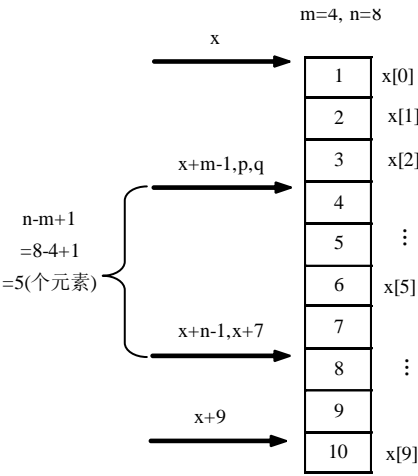 m=4, n=8
x
1 x[0]
2 x[1]
x+m-1,p,q
3 x[2]
4
n-m+1
=8-4+1
=5(个元素)
5 ⋮
6 x[5]
7
x+n-1,x+7
8 ⋮
9
x+9
10 x[9]